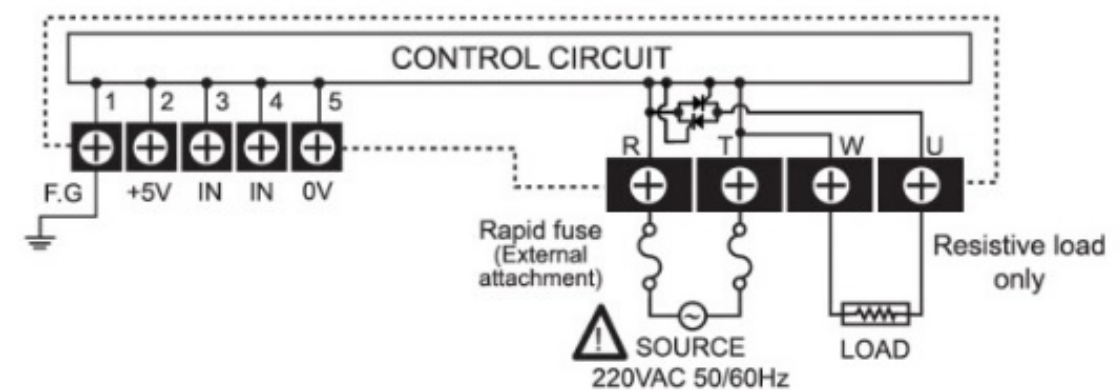 CONTROL CIRCUIT
1 2 3 4 5
R T W U
F.G +5V IN IN 0V
Rapid fuse
(External
attachment)
Resistive load
only
SOURCE
220VAC 50/60Hz
LOAD